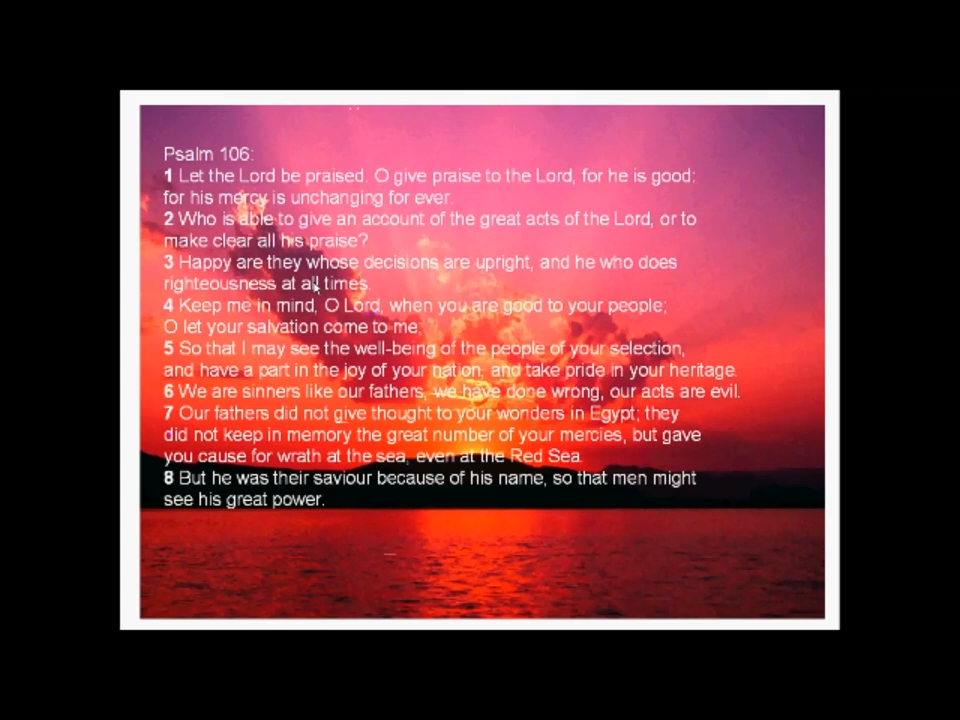 Psalm 106:
1 Let the Lord be praised. O give praise to the Lord, for he is good:
for his mercy is unchanging for ever.
2 Who is able to give an account of the great acts of the Lord, or to
make clear all his praise?
3 Happy are they whose decisions are upright, and he who does
righteousness at all times.
4 Keep me in mind, O Lord, when you are good to your people;
O let your salvation come to me;
5 So that I may see the well-being of the people of your selection,
and have a part in the joy of your nation, and take pride in your heritage.
6 We are sinners like our fathers, we have done wrong, our acts are evil.
7 Our fathers did not give thought to your wonders in Egypt; they
did not keep in memory the great number of your mercies, but gave
you cause for wrath at the sea, even at the Red Sea.
8 But he was their saviour because of his name, so that men might
see his great power.